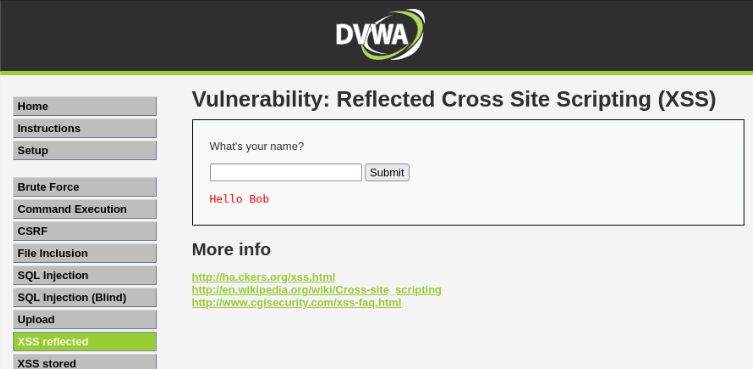 DVWA
Home
Instructions
Setup
Brute Force
Command Execution
CSRF
File Inclusion
SQL Injection
SQL Injection (Blind)
Upload
XSS reflected
XSS stored
Vulnerability: Reflected Cross Site Scripting (XSS)
What's your name?
Submit
Hello Bob
More info
http://ha.ckers.org/xss.html
http://en.wikipedia.org/wiki/Cross-site_scripting
http://www.cgisecurity.com/xss-faq.html